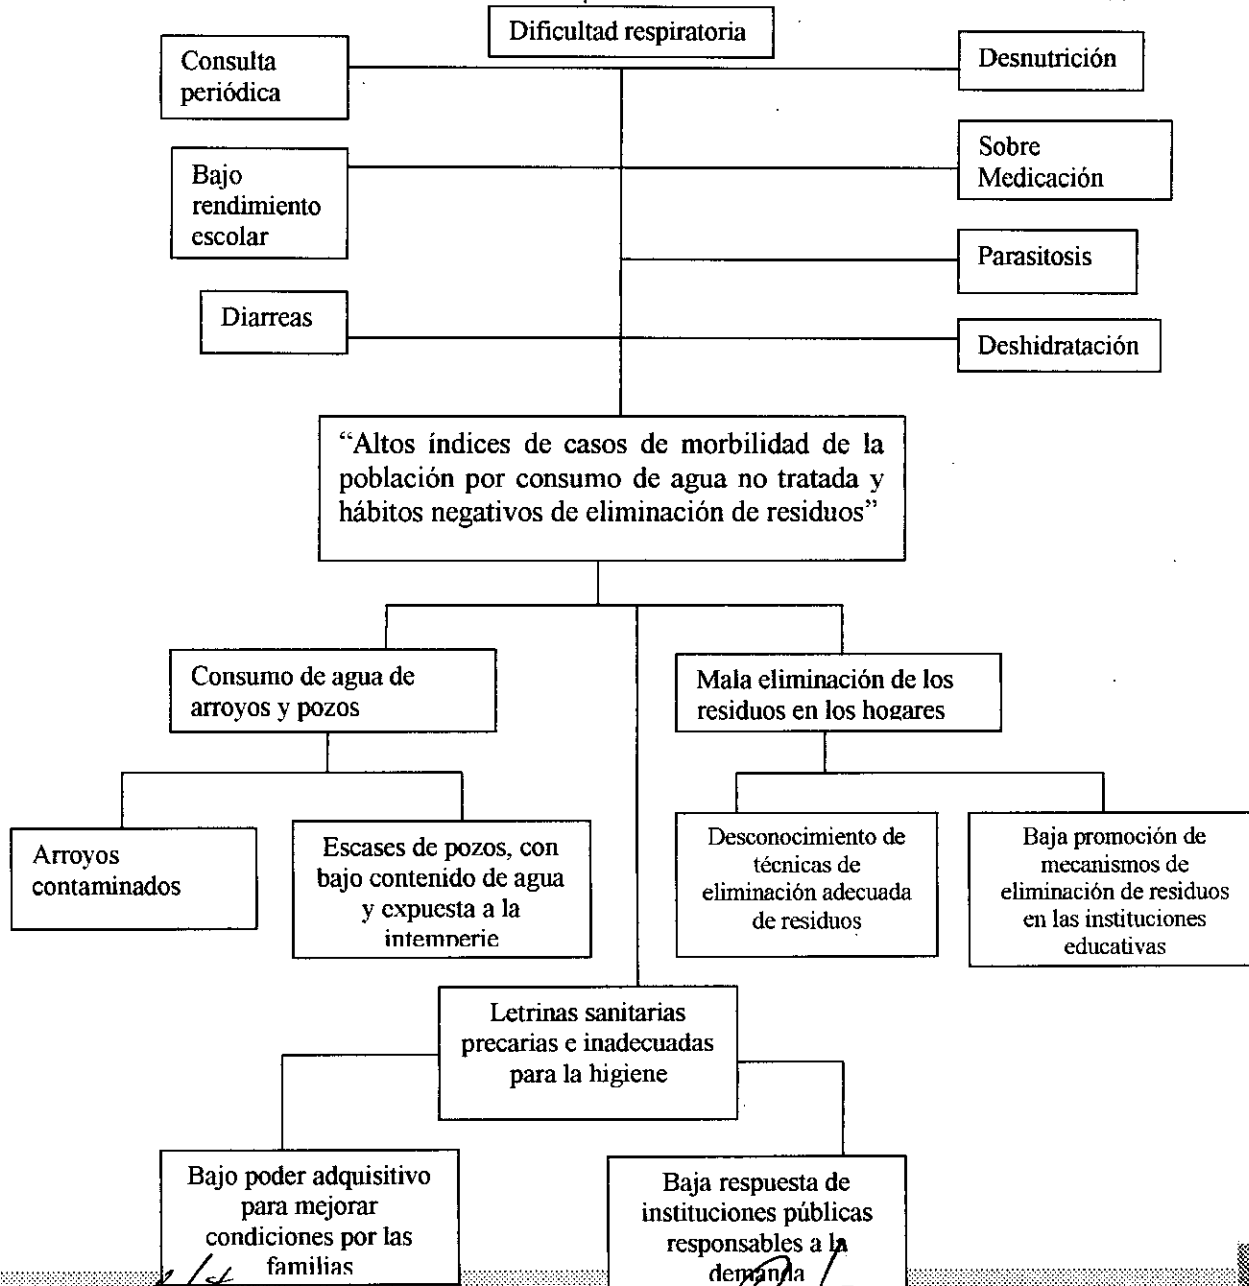 Dificultad respiratoria
Consulta
periódica
Desnutrición
Bajo
rendimiento
escolar
Sobre
Medicación
Parasitosis
Diarreas
Deshidratación
“Altos índices de casos de morbilidad de la
población por consumo de agua no tratada y
hábitos negativos de eliminación de residuos”
Consumo de agua de
arroyos y pozos
Mala eliminación de los
residuos en los hogares
Arroyos
contaminados
Escases de pozos, con
bajo contenido de agua
y expuesta a la
intemperie
Desconocimiento de
técnicas de
eliminación adecuada
de residuos
Baja promoción de
mecanismos de
eliminación de residuos
en las instituciones
educativas
Letrinas sanitarias
precarias e inadecuadas
para la higiene
Bajo poder adquisitivo
para mejorar
condiciones por las
familias
Baja respuesta de
instituciones públicas
responsables a la
demanda